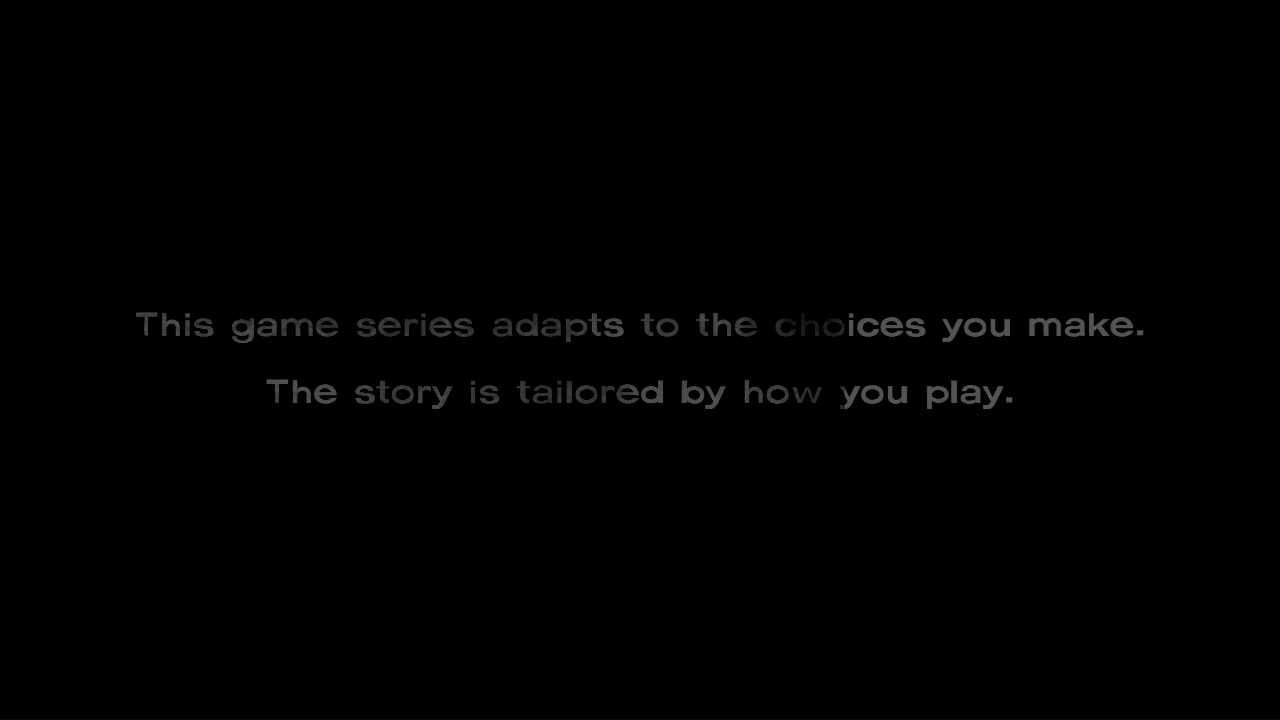 This game series adapts to the choices you make.
The story is tailored by how you play.